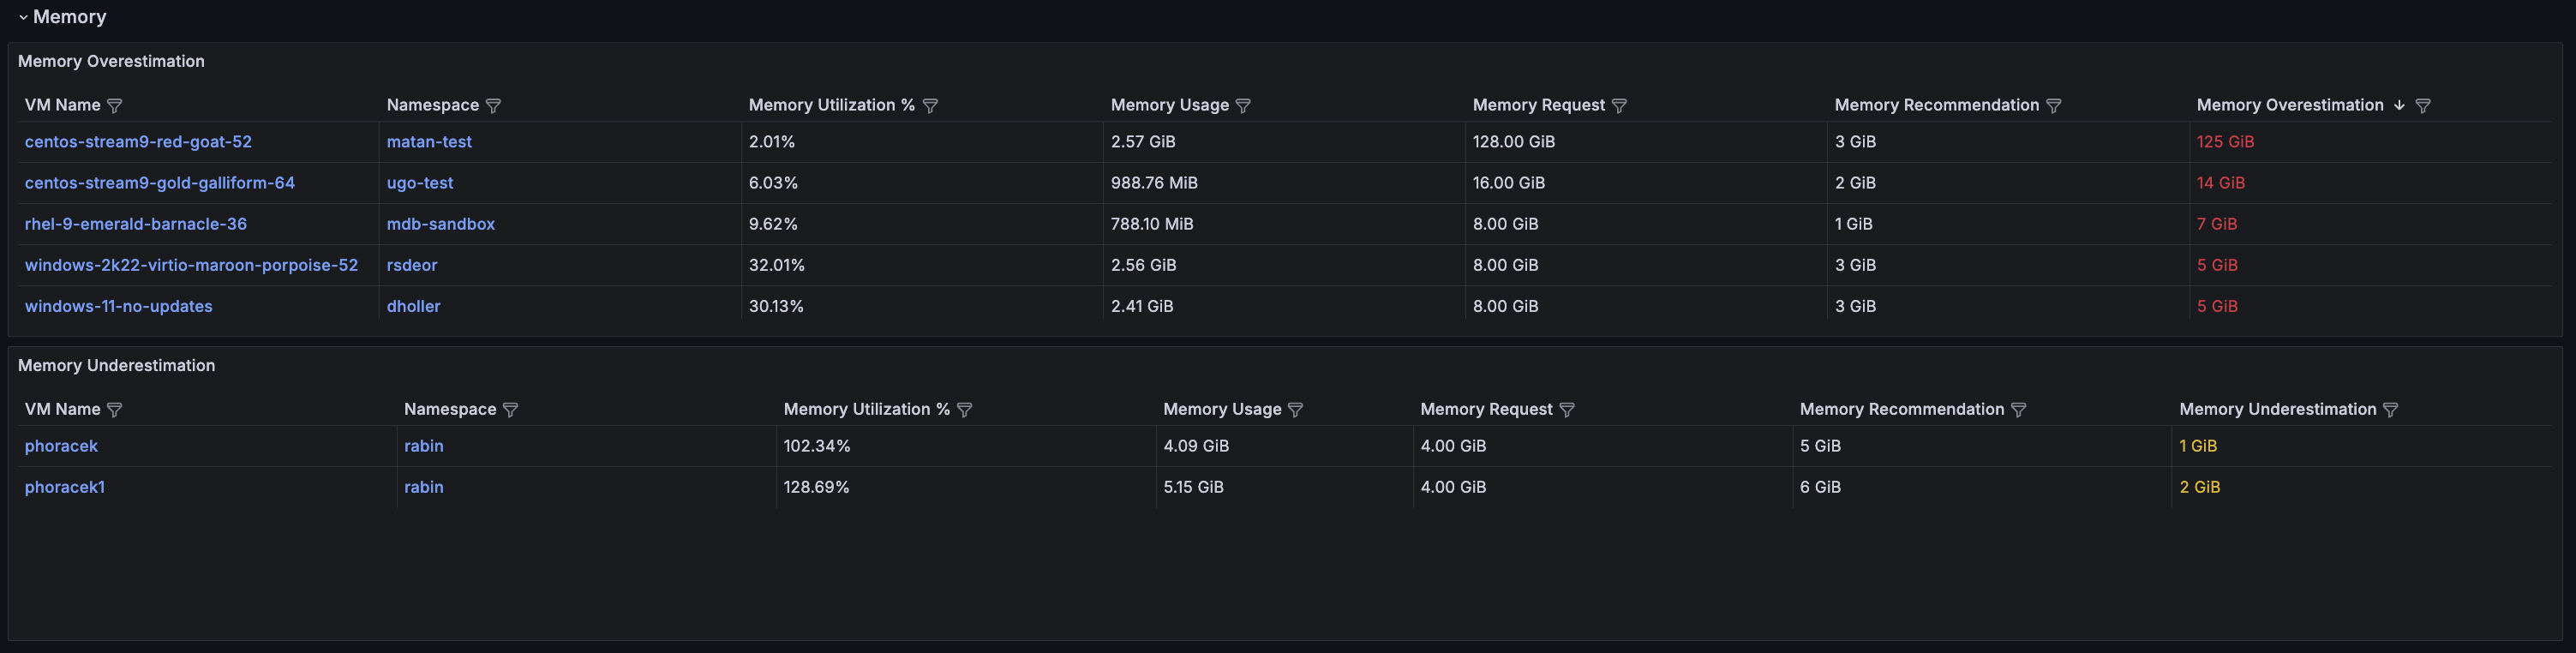 Memory
Memory Overestimation
VM Name Namespace Memory Utilization % Memory Usage Memory Request Memory Recommendation Memory Overestimation
centos-stream9-red-goat-52 matan-test 2.01% 2.57 GiB 128.00 GiB 3 GiB 125 GiB
centos-stream9-gold-galliform-64 ugo-test 6.03% 988.76 MiB 16.00 GiB 2 GiB 14 GiB
rhel-9-emerald-barnacle-36 mdb-sandbox 9.62% 788.10 MiB 8.00 GiB 1 GiB 7 GiB
windows-2k22-virtio-maroon-porpoise-52 rsdeor 32.01% 2.56 GiB 8.00 GiB 3 GiB 5 GiB
windows-11-no-updates dholler 30.13% 2.41 GiB 8.00 GiB 3 GiB 5 GiB
Memory Underestimation
VM Name Namespace Memory Utilization % Memory Usage Memory Request Memory Recommendation Memory Underestimation
phoracek rabin 102.34% 4.09 GiB 4.00 GiB 5 GiB 1 GiB
phoracek1 rabin 128.69% 5.15 GiB 4.00 GiB 6 GiB 2 GiB